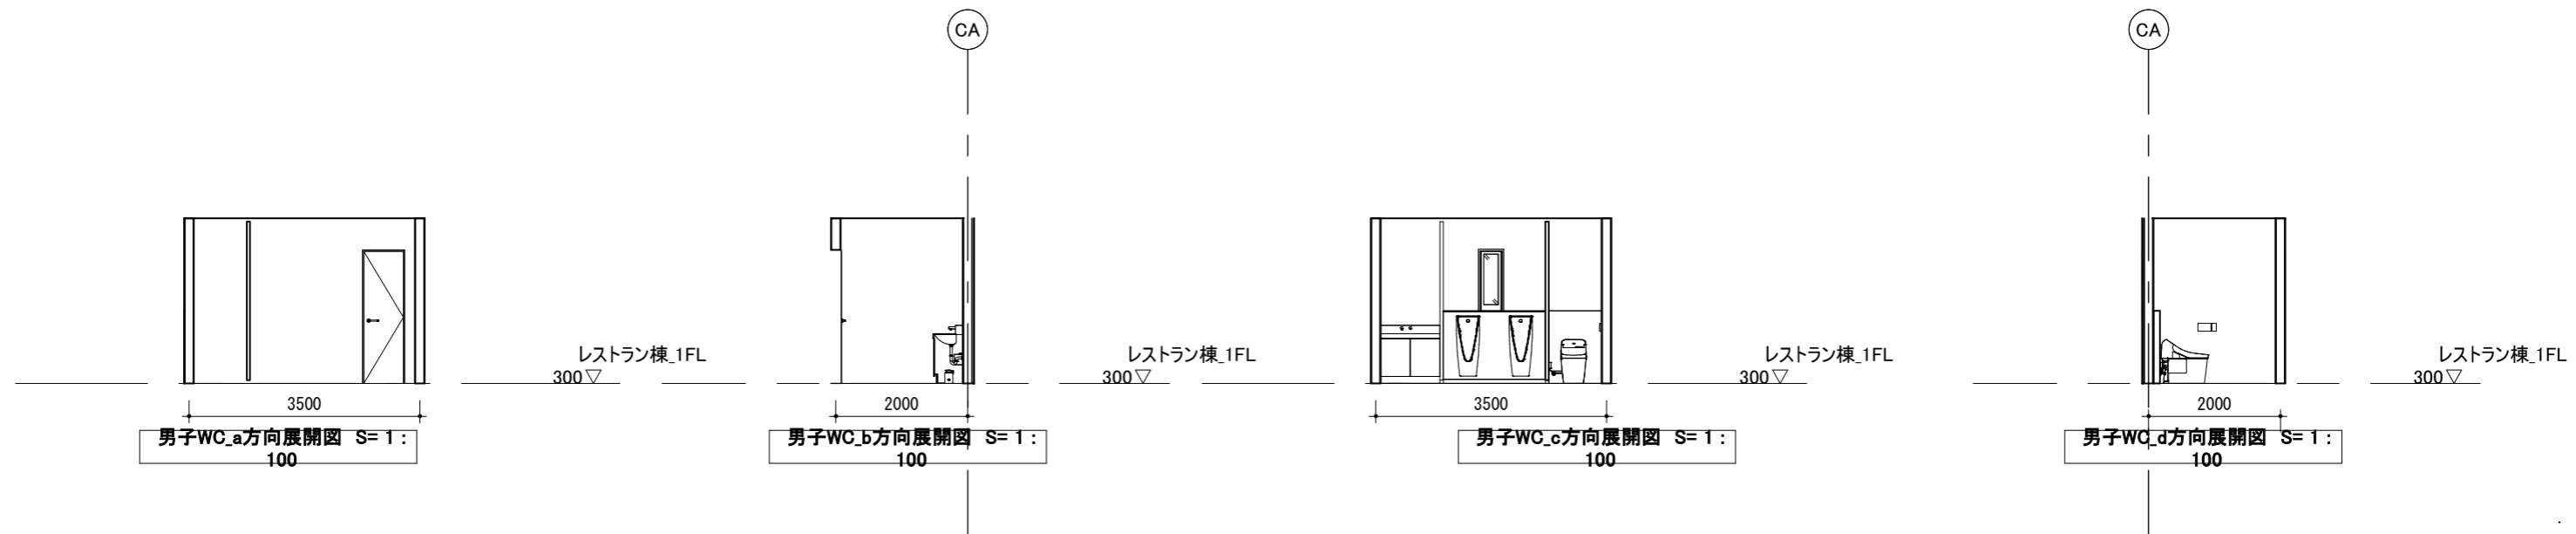 CA
CA
レストラン棟_1FL
300▽
レストラン棟_1FL
300▽
レストラン棟_1FL
300▽
レストラン棟_1FL
300▽
3500
2000
3500
2000
男子WC_a方向展開図 S= 1 :
100
男子WC_b方向展開図 S= 1 :
100
男子WC_c方向展開図 S= 1 :
100
男子WC_d方向展開図 S= 1 :
100